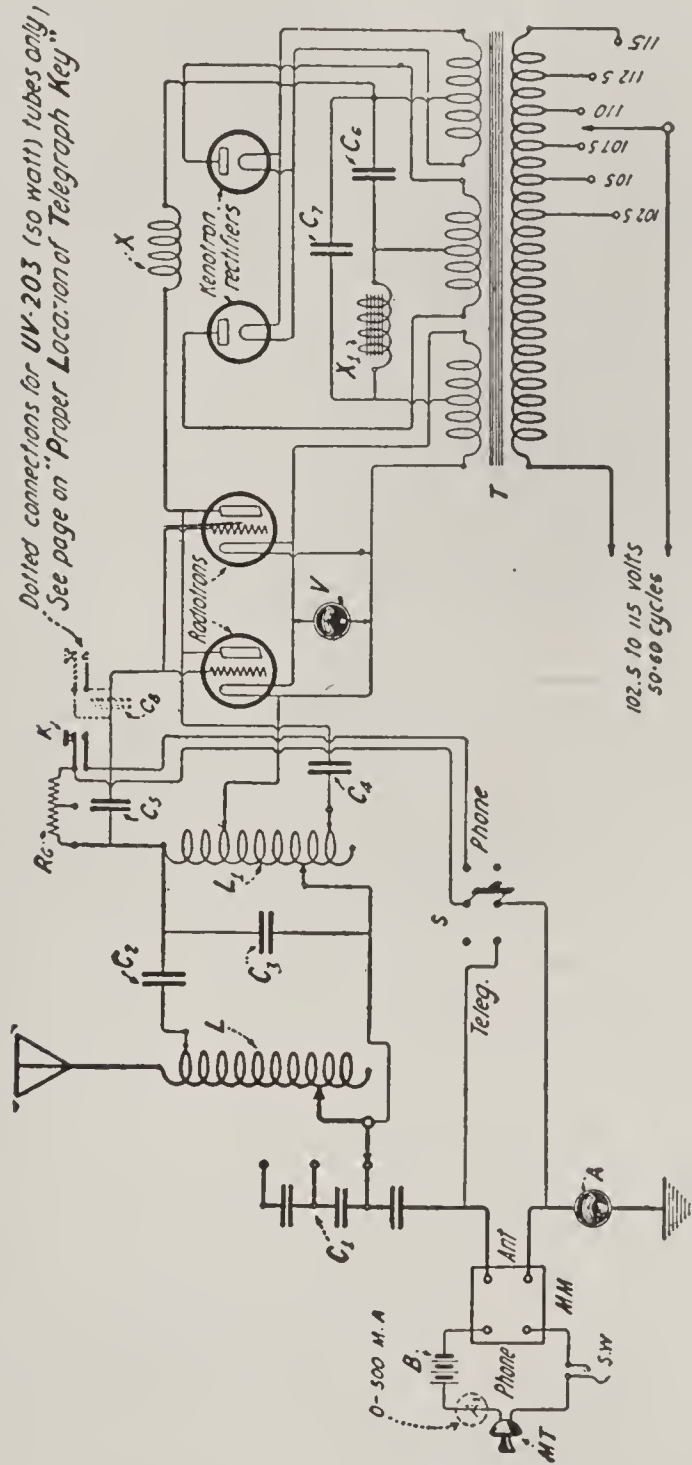 Dotted connections for UV-203 (50 watt) tubes only;
See page on "Proper Location of Telegraph Key"
X
Kenotron
rectifiers
C7
C6
X1
115
112.5
110
107.5
105
102.5
T
102.5 to 115 volts
50-60 cycles
Radiotrons
V
K1
C8
RG
C5
C4
L1
C2
C3
L
S
Phone
Teleg.
C1
A
Ant
MM
Phone
0-500 M.A
B
A1
S.W
MT